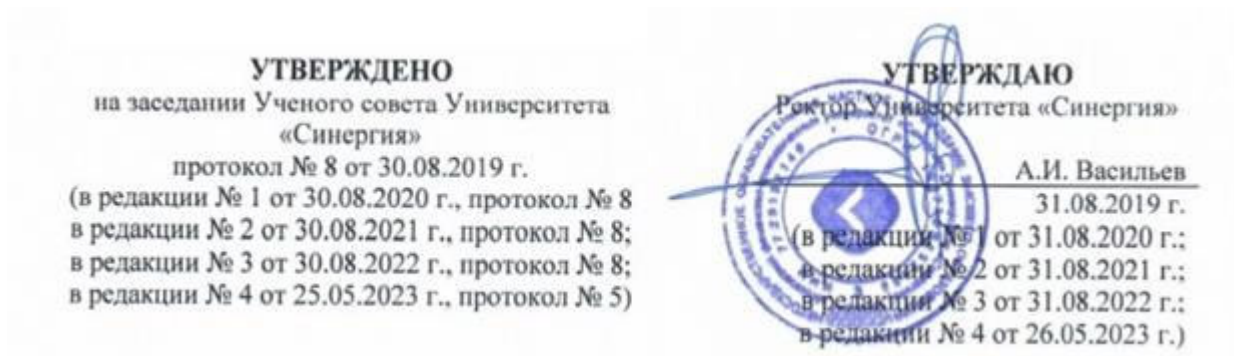 УТВЕРЖДЕНО
на заседании Ученого совета Университета
«Синергия»
протокол № 8 от 30.08.2019 г.
(в редакции № 1 от 30.08.2020 г., протокол № 8
в редакции № 2 от 30.08.2021 г., протокол № 8;
в редакции № 3 от 30.08.2022 г., протокол № 8;
в редакции № 4 от 25.05.2023 г., протокол № 5)
УТВЕРЖДАЮ
Ректор Университета «Синергия»
А.И. Васильев
31.08.2019 г.
(в редакции № 1 от 31.08.2020 г.;
в редакции № 2 от 31.08.2021 г.;
в редакции № 3 от 31.08.2022 г.;
в редакции № 4 от 26.05.2023 г.)